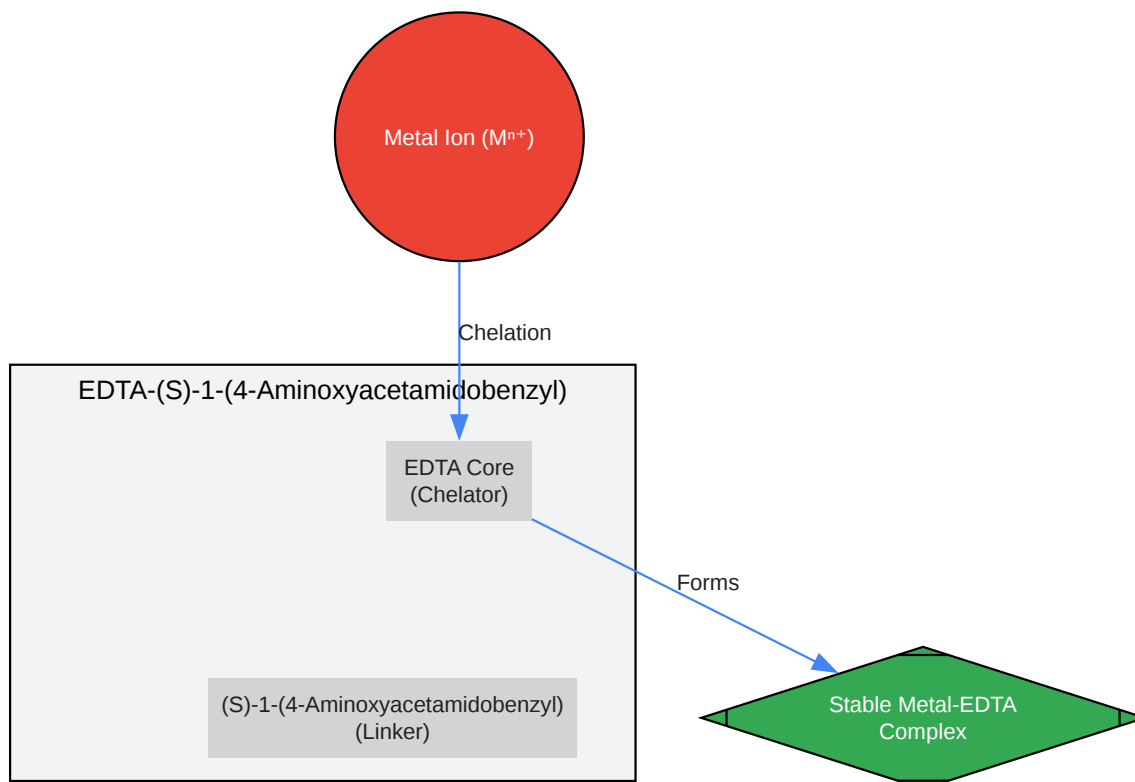 Metal Ion (Mⁿ⁺)
Chelation
EDTA-(S)-1-(4-Aminoxyacetamidobenzyl)
EDTA Core
(Chelator)
Forms
(S)-1-(4-Aminoxyacetamidobenzyl)
(Linker)
Stable Metal-EDTA
Complex